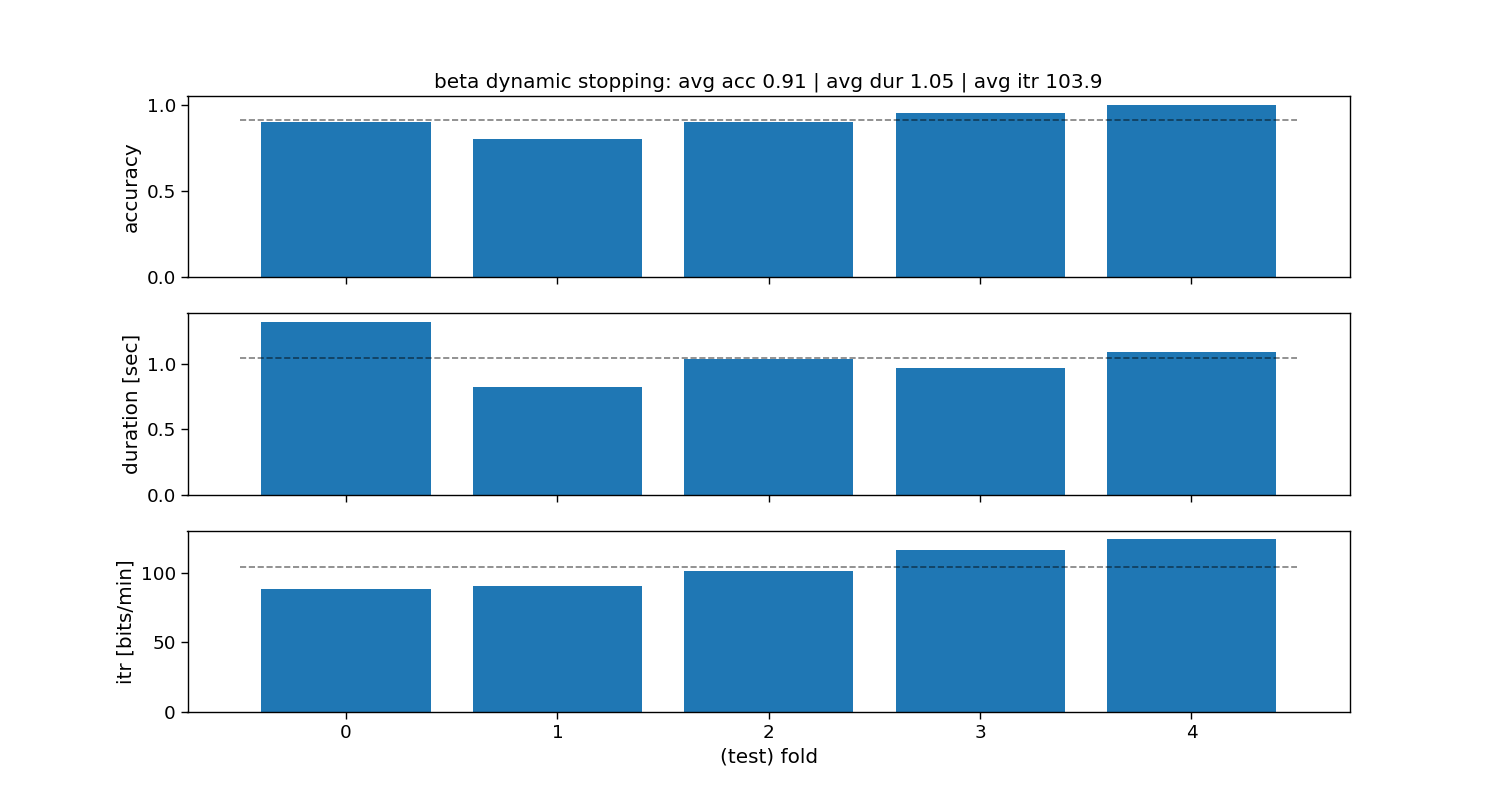 beta dynamic stopping: avg acc 0.91 | avg dur 1.05 | avg itr 103.9
1.0
0.5
0.0
accuracy
1.0
0.5
0.0
duration [sec]
100
50
0
itr [bits/min]
0 1 2 3 4
(test) fold